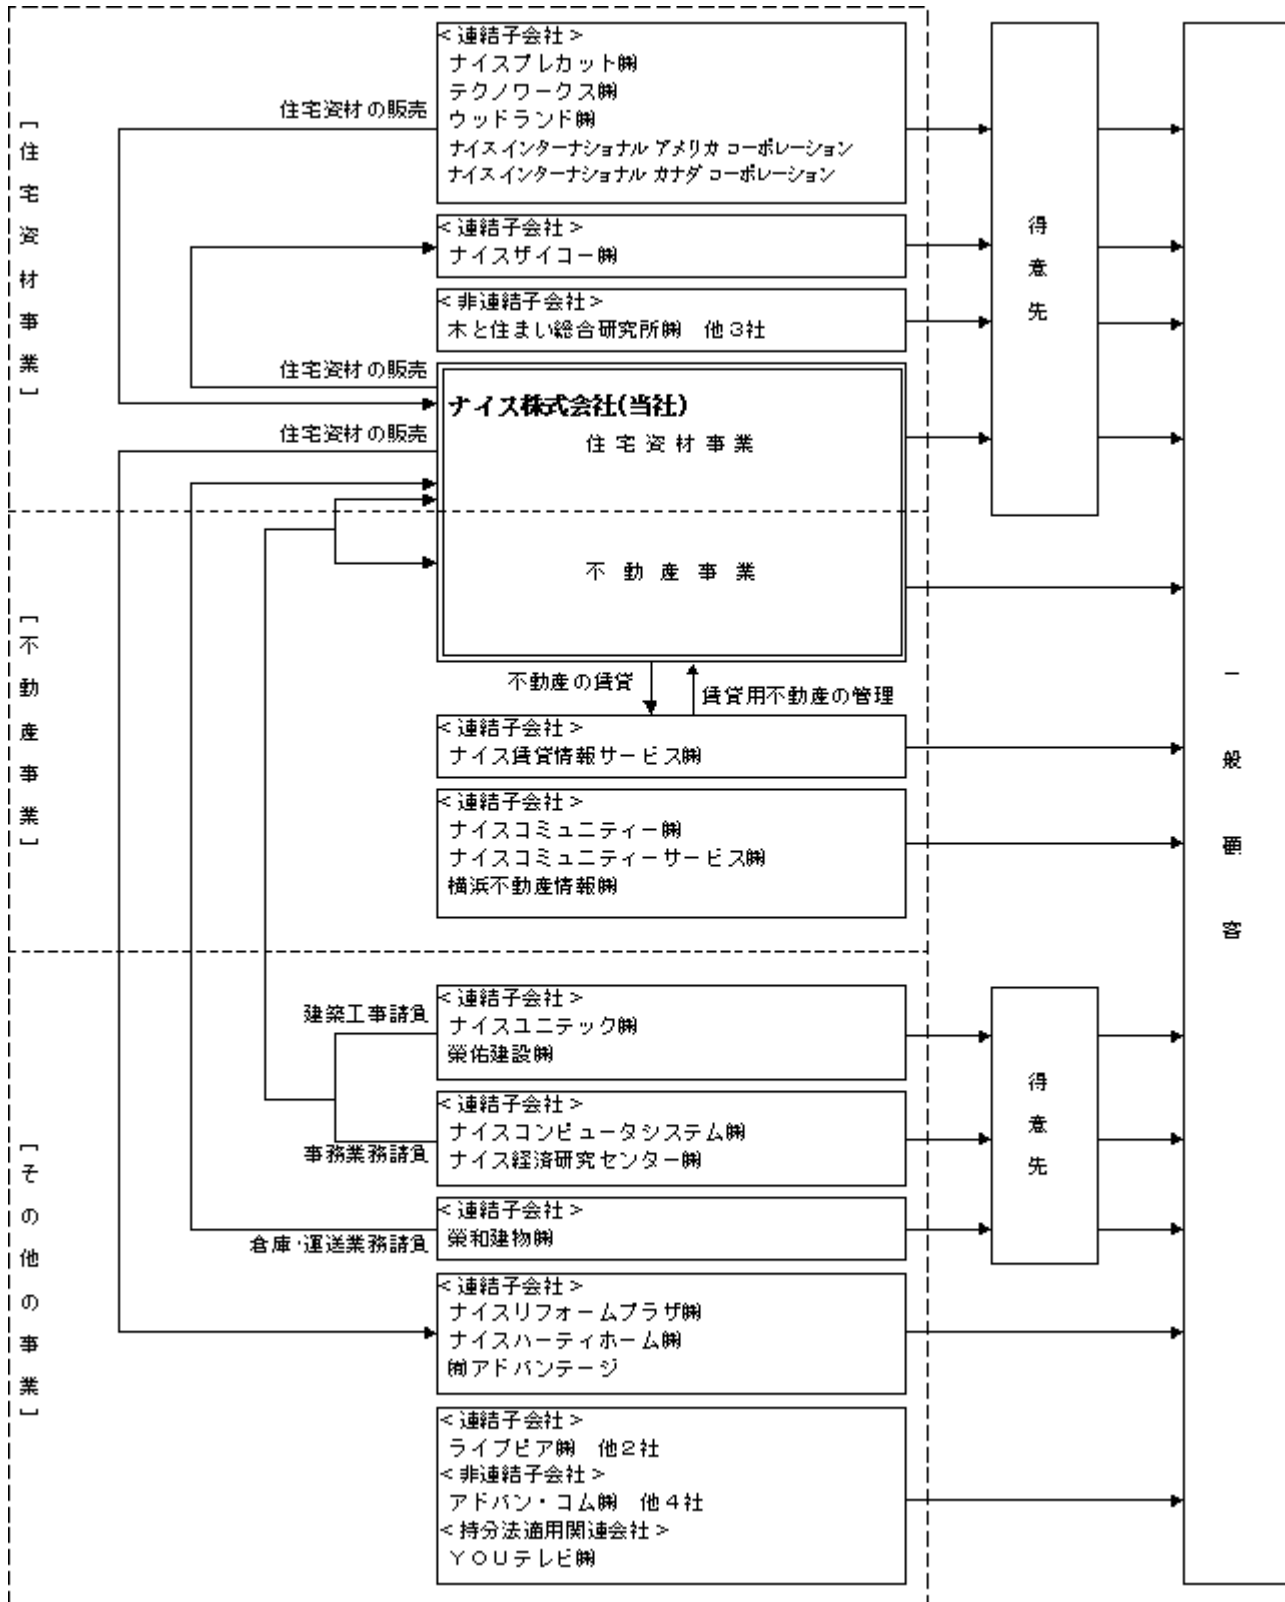 ［住宅資材事業］
＜連結子会社＞
ナイスプレカット㈱
テクノワークス㈱
ウッドランド㈱
ナイス インターナショナル アメリカ コーポレーション
ナイス インターナショナル カナダ コーポレーション
住宅資材の販売
＜連結子会社＞
ナイスザイコー㈱
＜非連結子会社＞
木と住まい総合研究所㈱　他３社
住宅資材の販売
ナイス株式会社(当社)
住宅資材事業
住宅資材の販売
得意先
［不動産事業］
不動産事業
不動産の賃貸
賃貸用不動産の管理
＜連結子会社＞
ナイス賃貸情報サービス㈱
＜連結子会社＞
ナイスコミュニティー㈱
ナイスコミュニティーサービス㈱
横浜不動産情報㈱
一般顧客
［その他の事業］
建築工事請負
＜連結子会社＞
ナイスユニテック㈱
榮佑建設㈱
＜連結子会社＞
ナイスコンピュータシステム㈱
ナイス経済研究センター㈱
事務業務請負
＜連結子会社＞
榮和建物㈱
倉庫・運送業務請負
得意先
＜連結子会社＞
ナイスリフォームプラザ㈱
ナイスハーティホーム㈱
㈲アドバンテージ
＜連結子会社＞
ライブピア㈱　他２社
＜非連結子会社＞
アドバン・コム㈱　他４社
＜持分法適用関連会社＞
ＹＯＵテレビ㈱